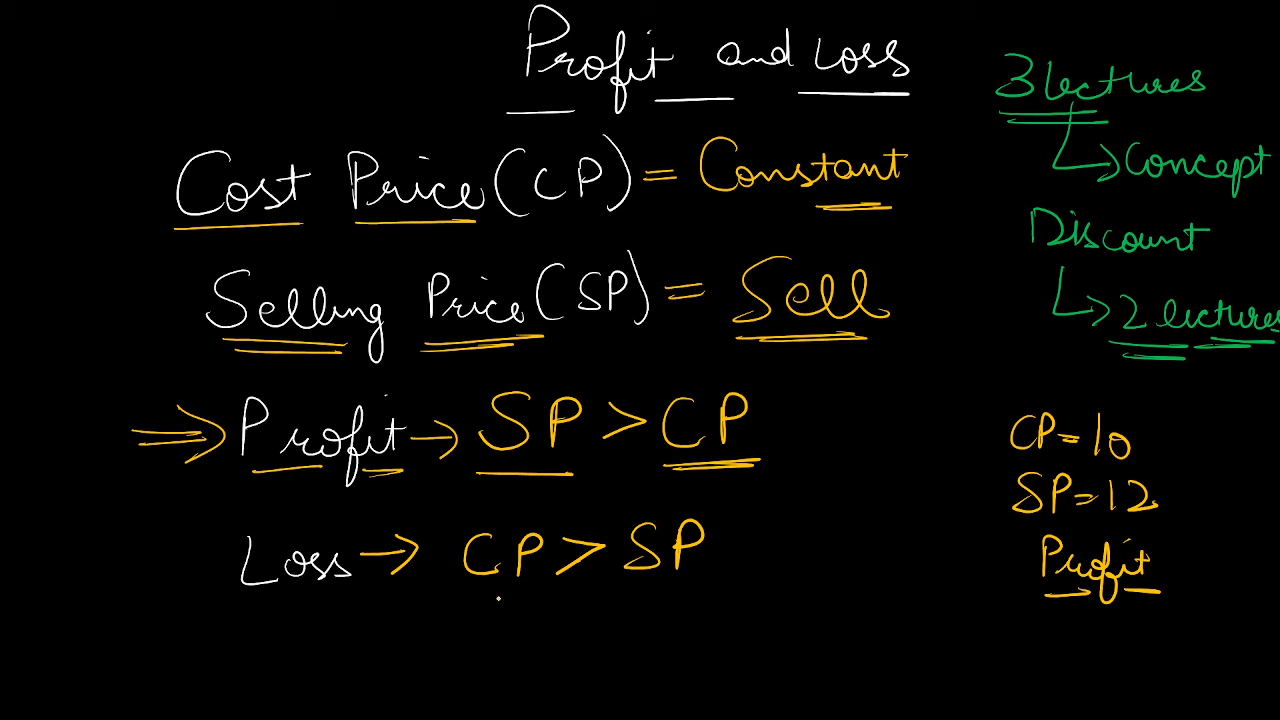 Profit and Loss
Cost Price (CP) = Constant
Selling Price (SP) = Sell
⇒ Profit → SP > CP
Loss → CP > SP
3 lectures
↳ Concept
Discount
↳ 2 lectures
CP = 10
SP = 12
Profit